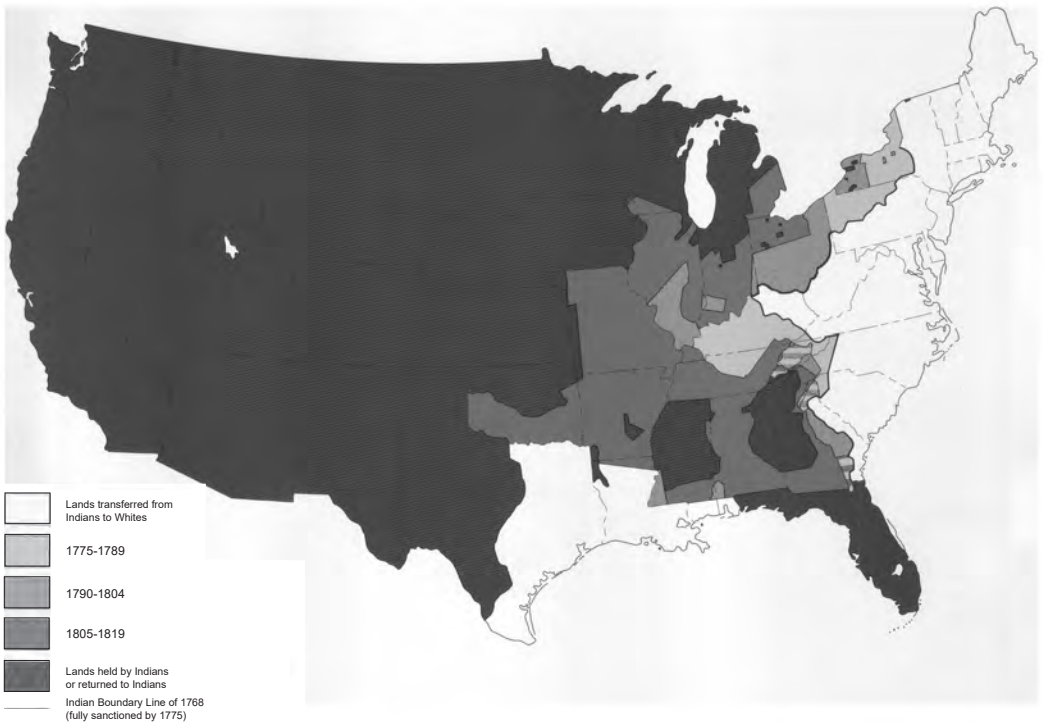 Lands transferred from
Indians to Whites
1775-1789
1790-1804
1805-1819
Lands held by Indians
or returned to Indians
Indian Boundary Line of 1768
(fully sanctioned by 1775)